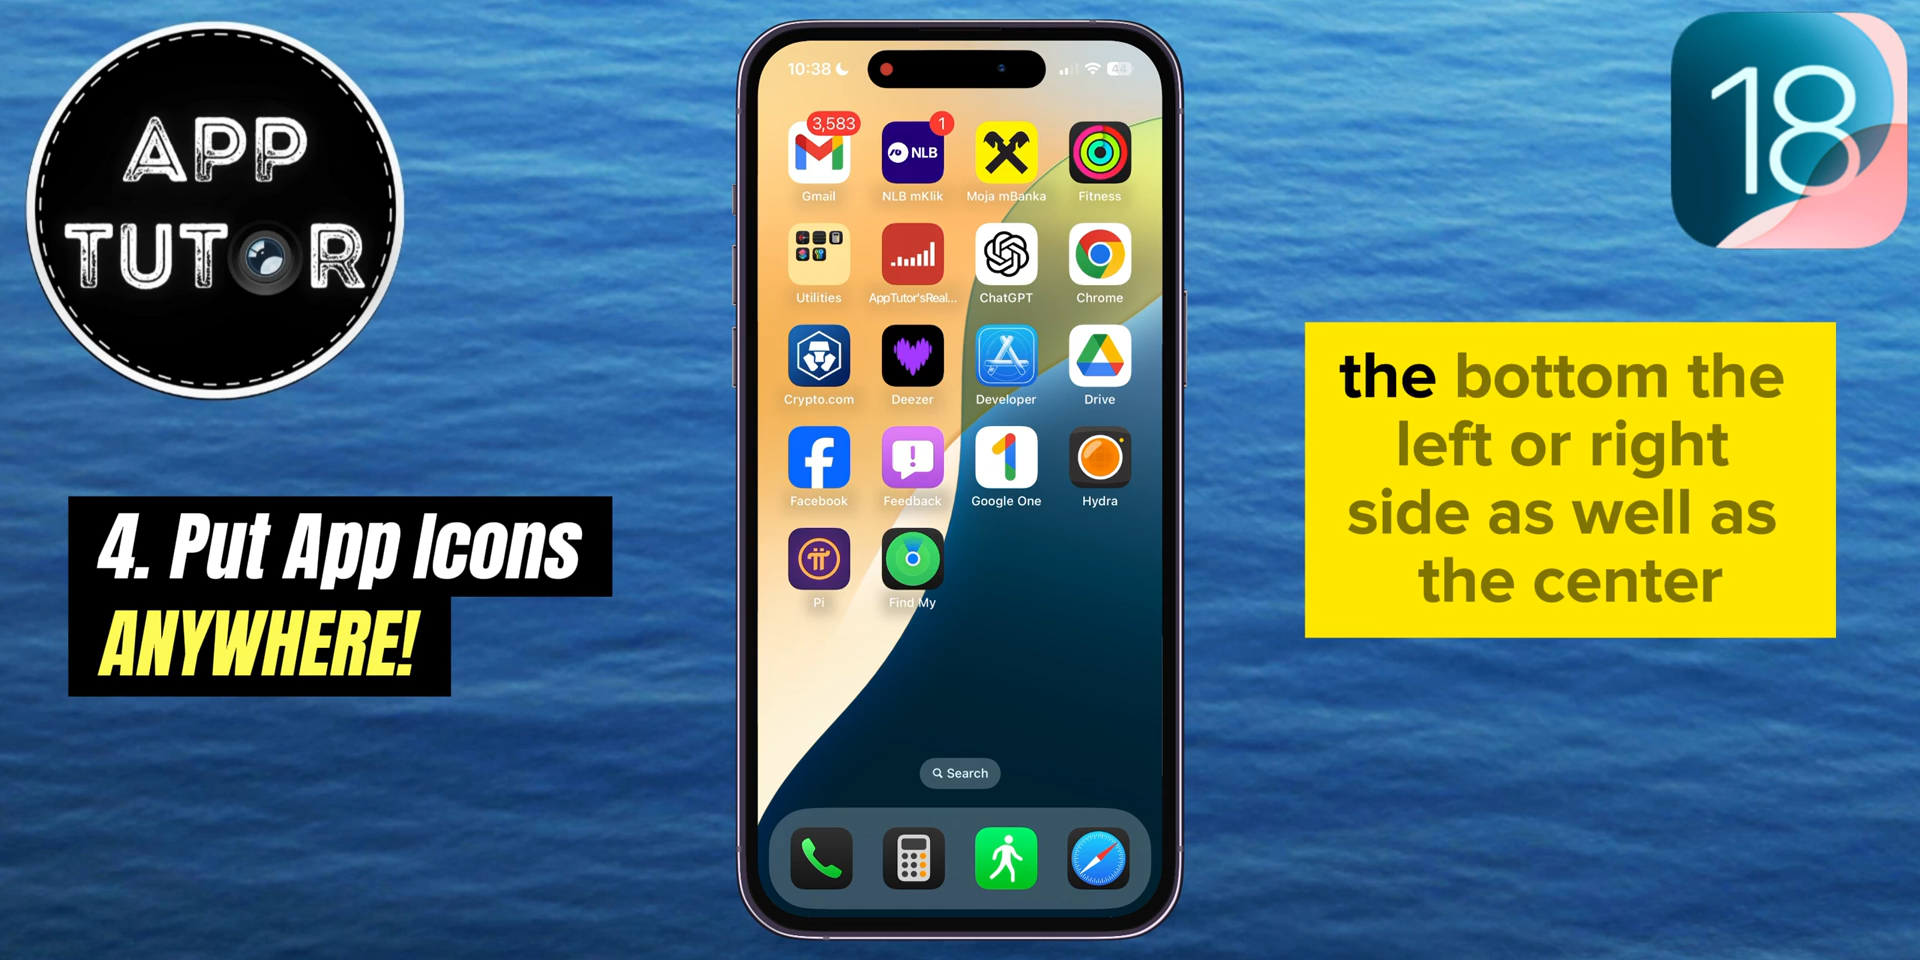 APP
TUTOR
4. Put App Icons
ANYWHERE!
10:38
44
3,583
1
NLB
Gmail
NLB mKlik
Moja mBanka
Fitness
Utilities
AppTutor'sReal...
ChatGPT
Chrome
Crypto.com
Deezer
Developer
Drive
Facebook
Feedback
Google One
Hydra
Pi
Find My
Search
18
the bottom the
left or right
side as well as
the center